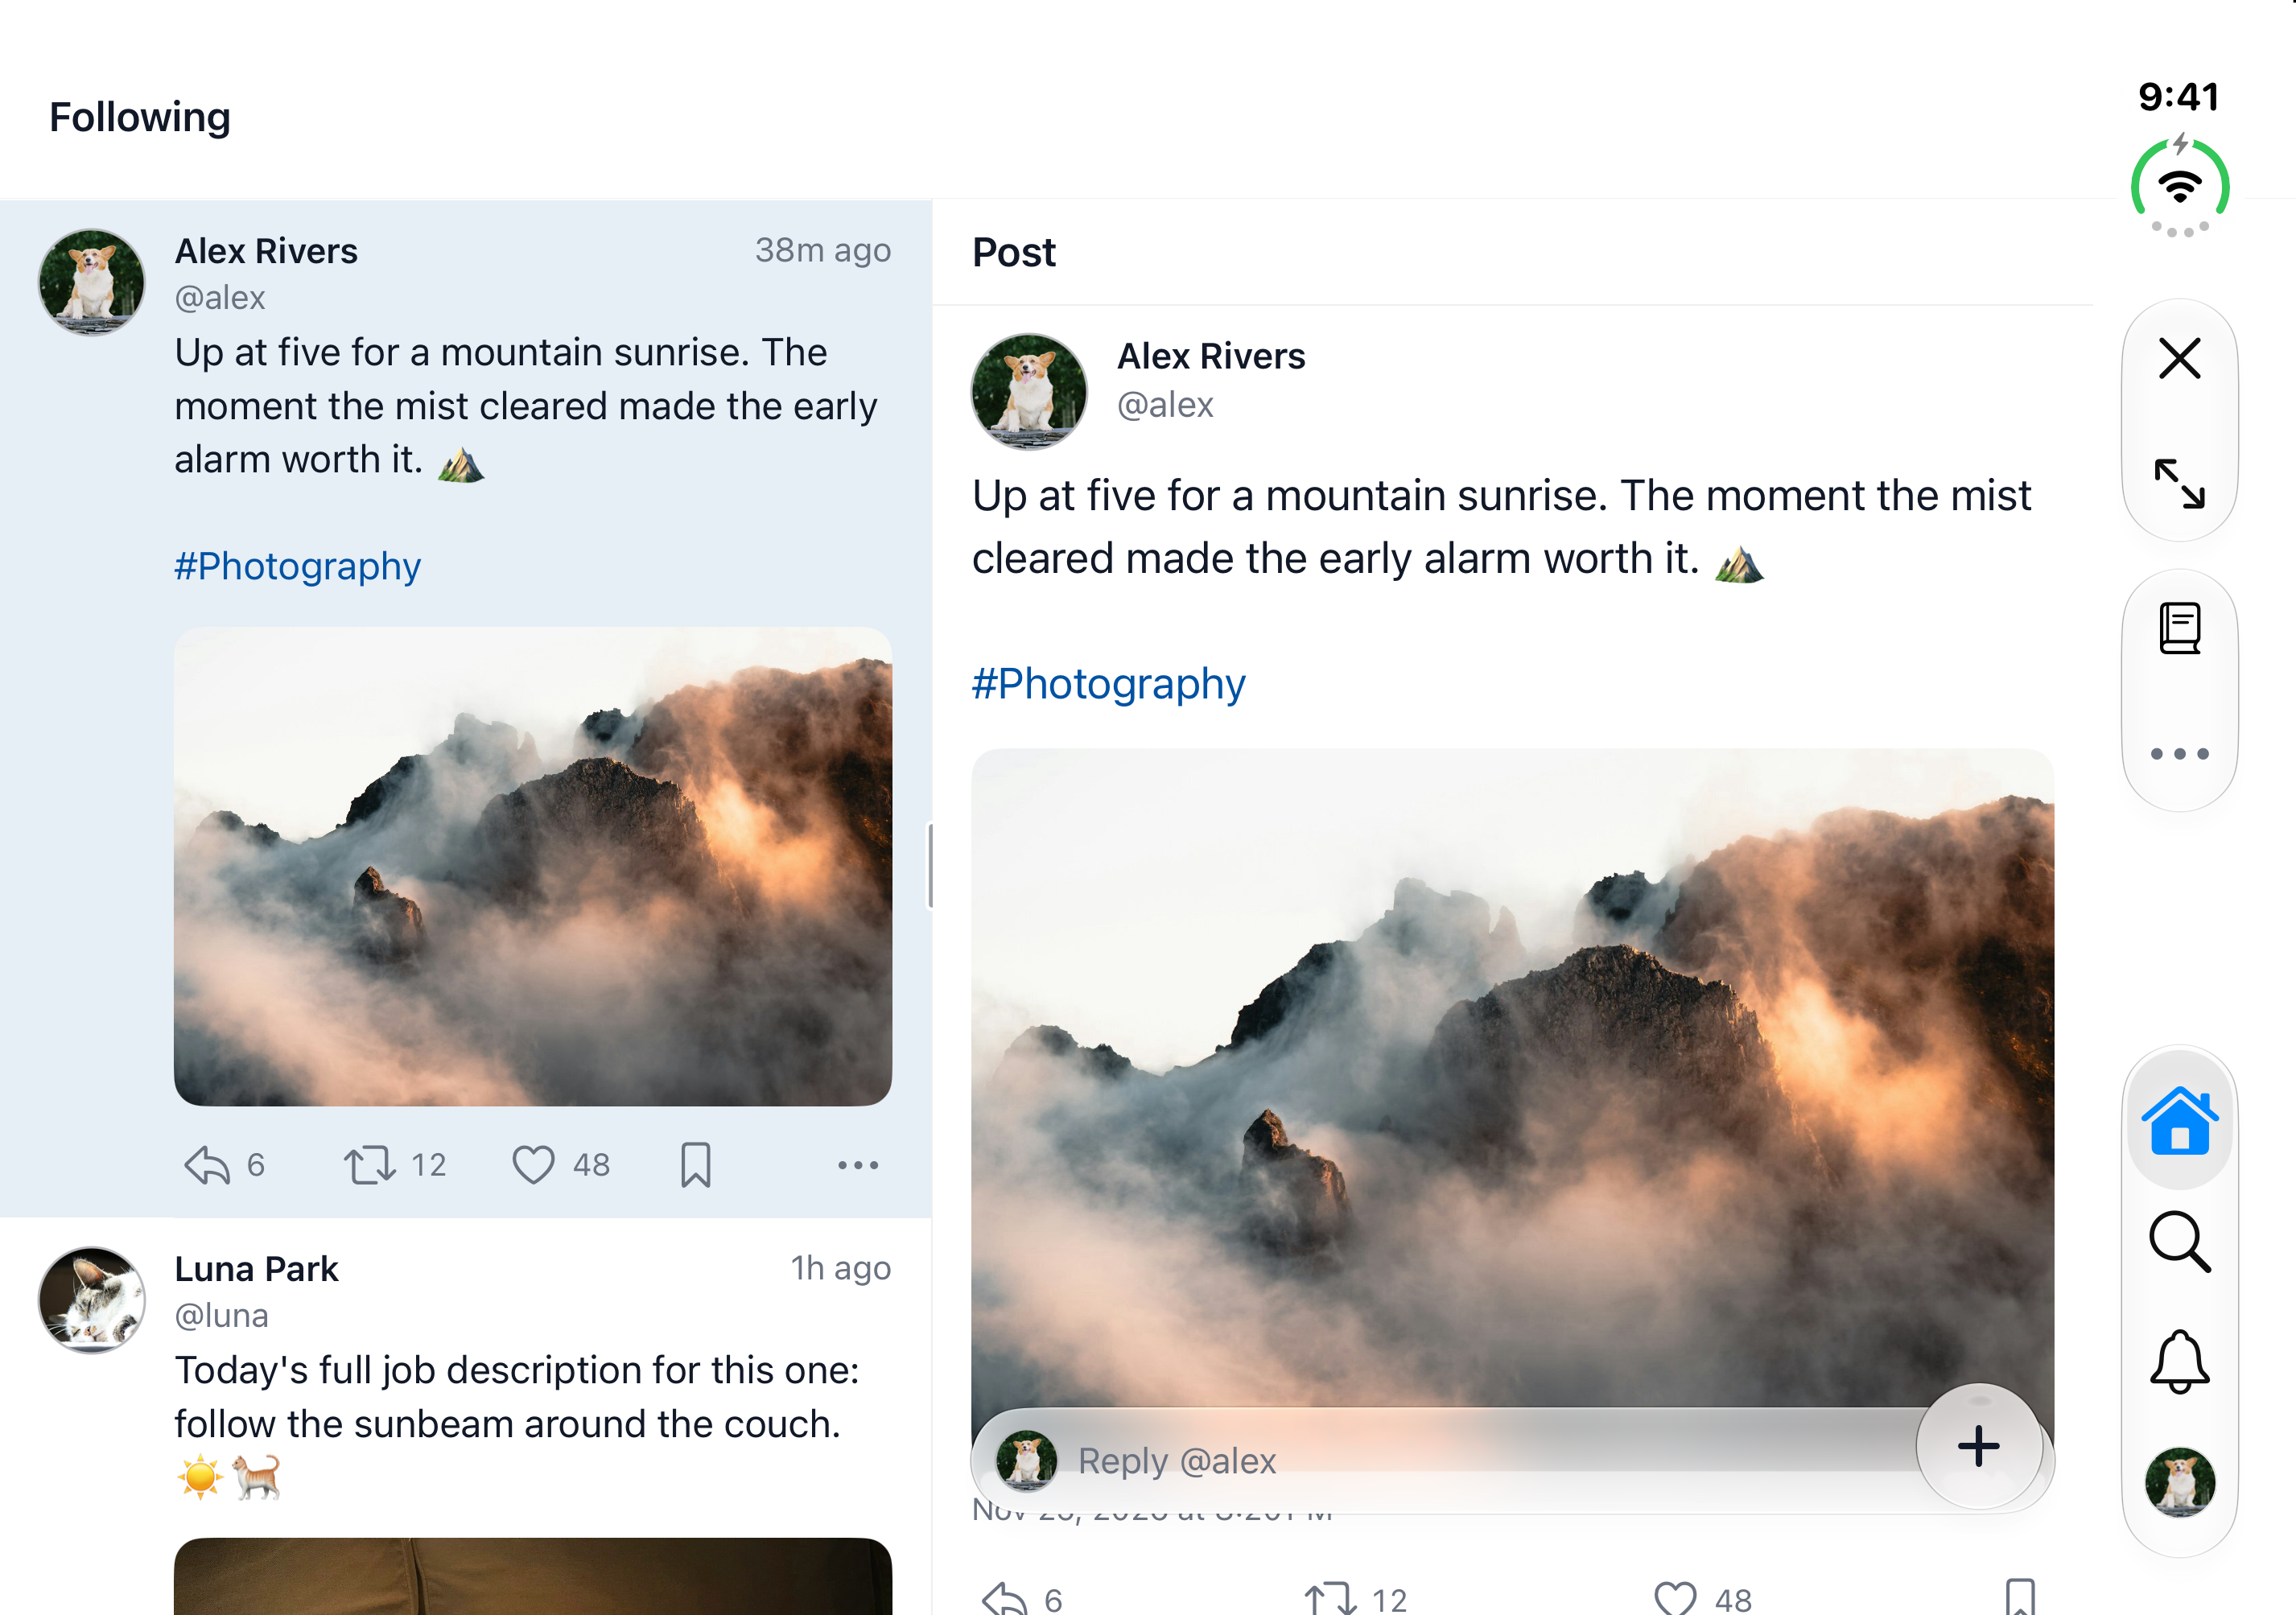 Following
9:41
Alex Rivers
38m ago
@alex
Up at five for a mountain sunrise. The
moment the mist cleared made the early
alarm worth it. ⛰️
#Photography
6
12
48
Luna Park
1h ago
@luna
Today's full job description for this one:
follow the sunbeam around the couch.
☀️🐈
Post
Alex Rivers
@alex
Up at five for a mountain sunrise. The moment the mist
cleared made the early alarm worth it. ⛰️
#Photography
Reply @alex
6
12
48